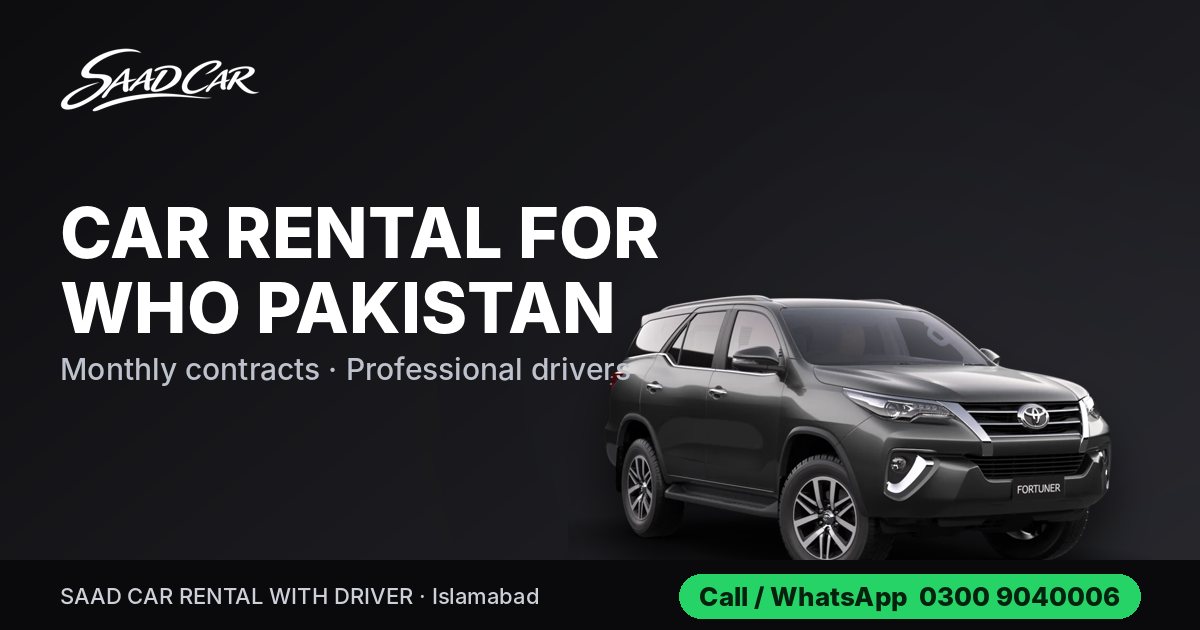 SAAD CAR
CAR RENTAL FOR
WHO PAKISTAN
Monthly contracts · Professional drivers
FORTUNER
SAAD CAR RENTAL WITH DRIVER · Islamabad
Call / WhatsApp 0300 9040006